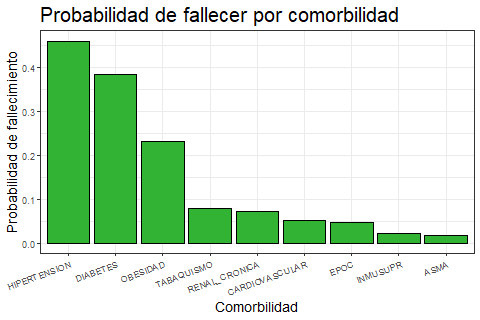 Probabilidad de fallecer por comorbilidad
Probabilidad de fallecimiento
0.4
0.3
0.2
0.1
0.0
HIPERTENSION
DIABETES
OBESIDAD
TABAQUISMO
RENAL_CRONICA
CARDIOVASCULAR
EPOC
INMUSUPR
ASMA
Comorbilidad